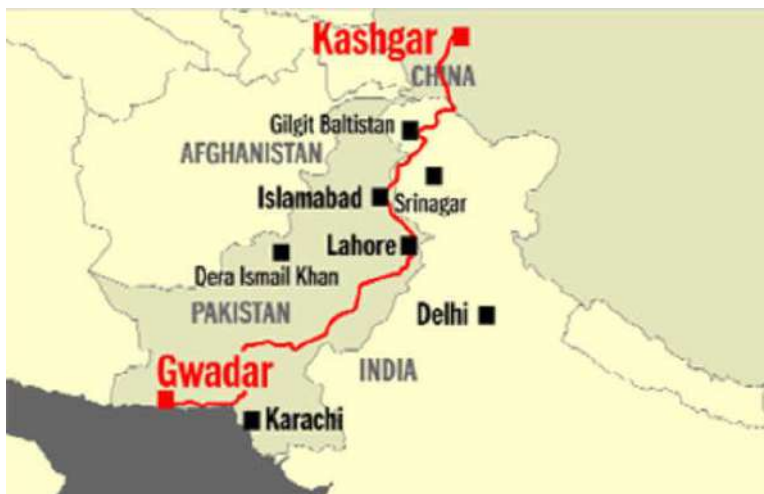 Kashgar
CHINA
Gilgit Baltistan
AFGHANISTAN
Islamabad
Srinagar
Lahore
Dera Ismail Khan
PAKISTAN
Delhi
Gwadar
INDIA
Karachi